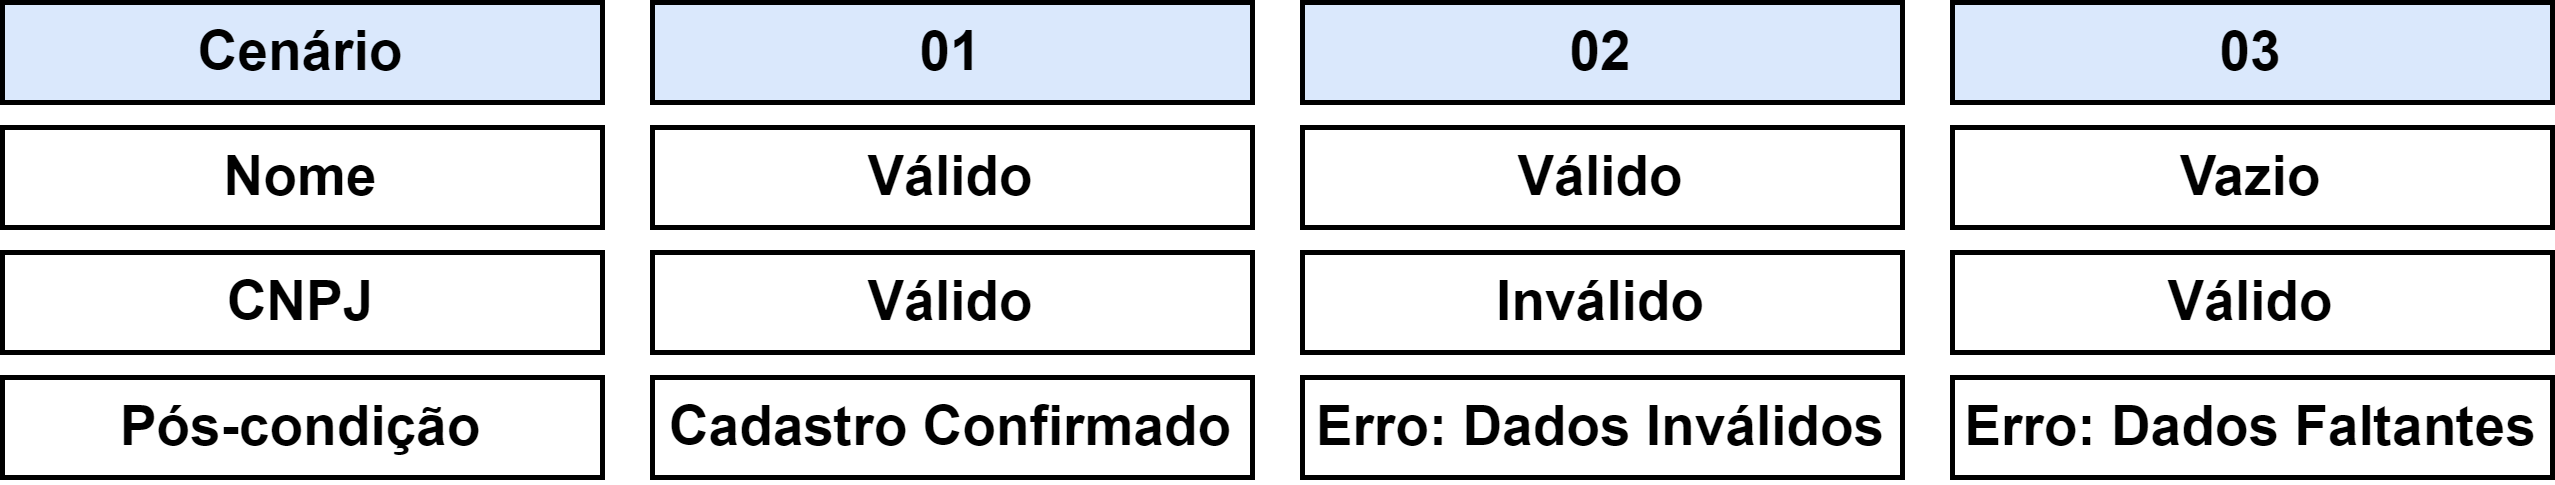 Cenário 01 02 03
Nome Válido Válido Vazio
CNPJ Válido Inválido Válido
Pós-condição Cadastro Confirmado Erro: Dados Inválidos Erro: Dados Faltantes